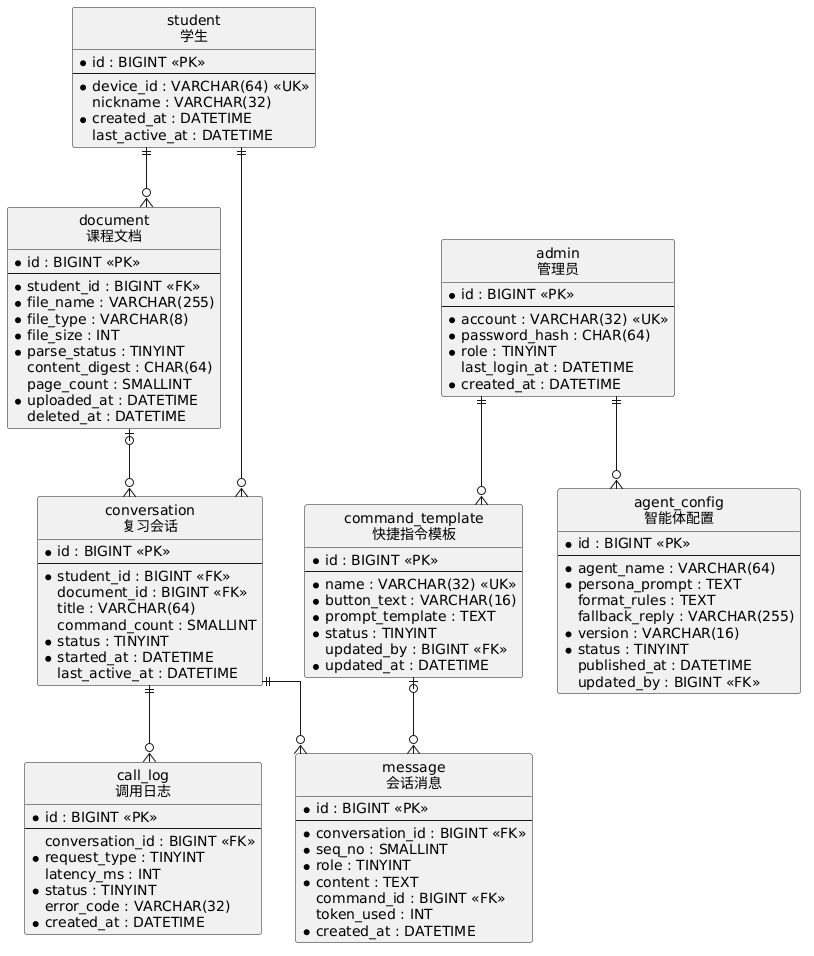 student
学生
id : BIGINT «PK»
device_id : VARCHAR(64) «UK»
nickname : VARCHAR(32)
created_at : DATETIME
last_active_at : DATETIME
document
课程文档
id : BIGINT «PK»
student_id : BIGINT «FK»
file_name : VARCHAR(255)
file_type : VARCHAR(8)
file_size : INT
parse_status : TINYINT
content_digest : CHAR(64)
page_count : SMALLINT
uploaded_at : DATETIME
deleted_at : DATETIME
admin
管理员
id : BIGINT «PK»
account : VARCHAR(32) «UK»
password_hash : CHAR(64)
role : TINYINT
last_login_at : DATETIME
created_at : DATETIME
conversation
复习会话
id : BIGINT «PK»
student_id : BIGINT «FK»
document_id : BIGINT «FK»
title : VARCHAR(64)
command_count : SMALLINT
status : TINYINT
started_at : DATETIME
last_active_at : DATETIME
command_template
快捷指令模板
id : BIGINT «PK»
name : VARCHAR(32) «UK»
button_text : VARCHAR(16)
prompt_template : TEXT
status : TINYINT
updated_by : BIGINT «FK»
updated_at : DATETIME
agent_config
智能体配置
id : BIGINT «PK»
agent_name : VARCHAR(64)
persona_prompt : TEXT
format_rules : TEXT
fallback_reply : VARCHAR(255)
version : VARCHAR(16)
status : TINYINT
published_at : DATETIME
updated_by : BIGINT «FK»
call_log
调用日志
id : BIGINT «PK»
conversation_id : BIGINT «FK»
request_type : TINYINT
latency_ms : INT
status : TINYINT
error_code : VARCHAR(32)
created_at : DATETIME
message
会话消息
id : BIGINT «PK»
conversation_id : BIGINT «FK»
seq_no : SMALLINT
role : TINYINT
content : TEXT
command_id : BIGINT «FK»
token_used : INT
created_at : DATETIME